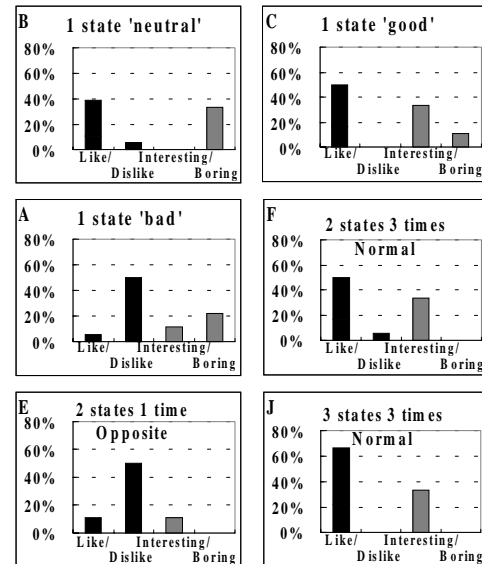 B
1 state 'neutral'
80%
60%
40%
20%
0%
Like/ Interesting/
Dislike Boring
C
1 state 'good'
80%
60%
40%
20%
0%
Like/ Interesting/
Dislike Boring
A
1 state 'bad'
80%
60%
40%
20%
0%
Like/ Interesting/
Dislike Boring
F
2 states 3 times
Normal
80%
60%
40%
20%
0%
Like/ Interesting/
Dislike Boring
E
2 states 1 time
Opposite
80%
60%
40%
20%
0%
Like/ Interesting/
Dislike Boring
J
3 states 3 times
Normal
80%
60%
40%
20%
0%
Like/ Interesting/
Dislike Boring